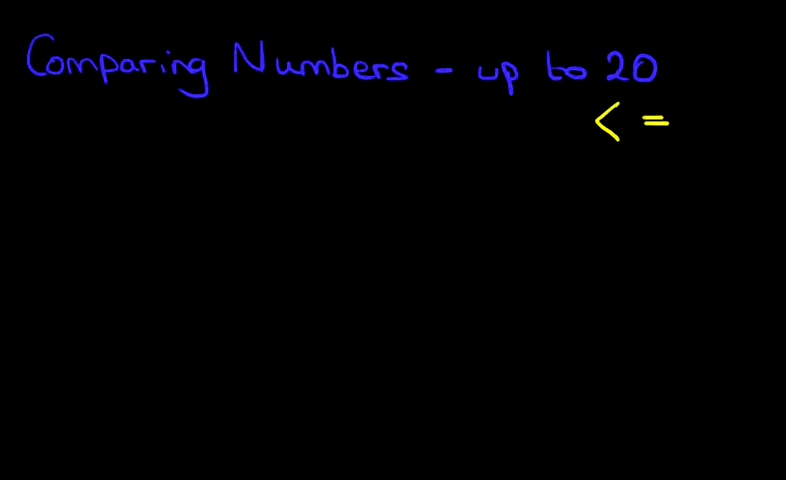 Comparing Numbers - up to 20
< =